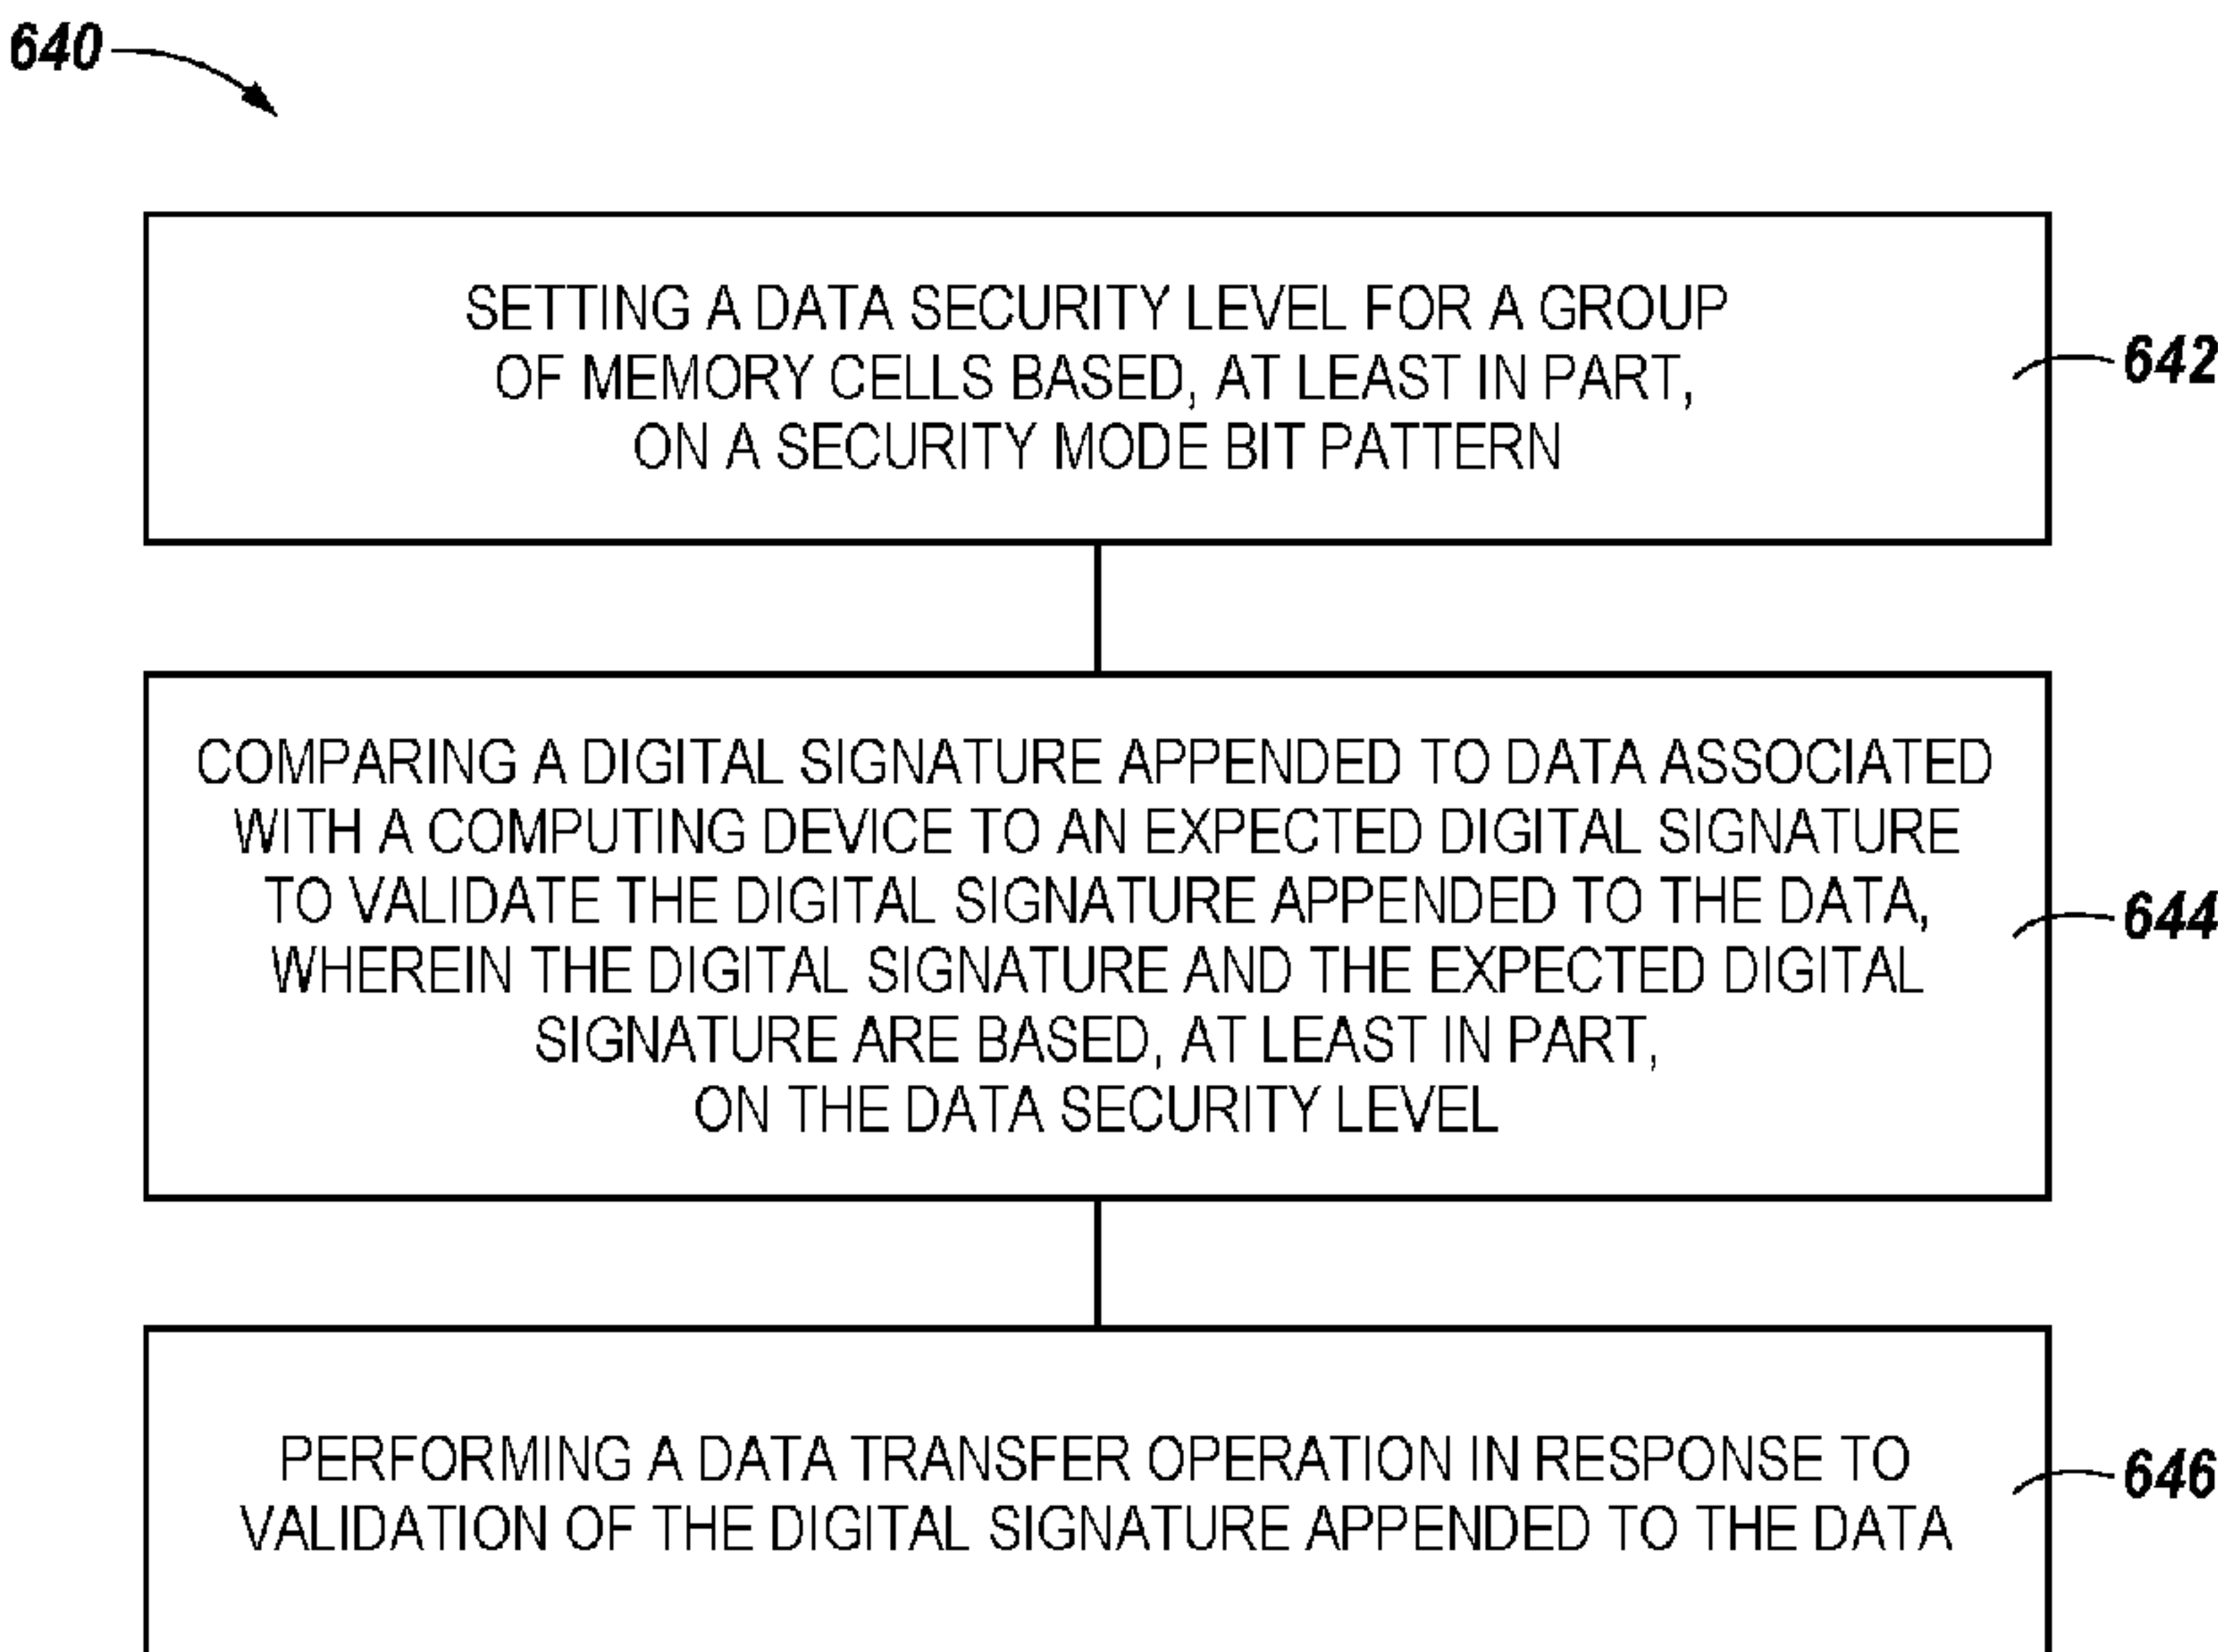 640
SETTING A DATA SECURITY LEVEL FOR A GROUP
OF MEMORY CELLS BASED, AT LEAST IN PART,
ON A SECURITY MODE BIT PATTERN
642
COMPARING A DIGITAL SIGNATURE APPENDED TO DATA ASSOCIATED
WITH A COMPUTING DEVICE TO AN EXPECTED DIGITAL SIGNATURE
TO VALIDATE THE DIGITAL SIGNATURE APPENDED TO THE DATA,
WHEREIN THE DIGITAL SIGNATURE AND THE EXPECTED DIGITAL
SIGNATURE ARE BASED, AT LEAST IN PART,
ON THE DATA SECURITY LEVEL
644
PERFORMING A DATA TRANSFER OPERATION IN RESPONSE TO
VALIDATION OF THE DIGITAL SIGNATURE APPENDED TO THE DATA
646